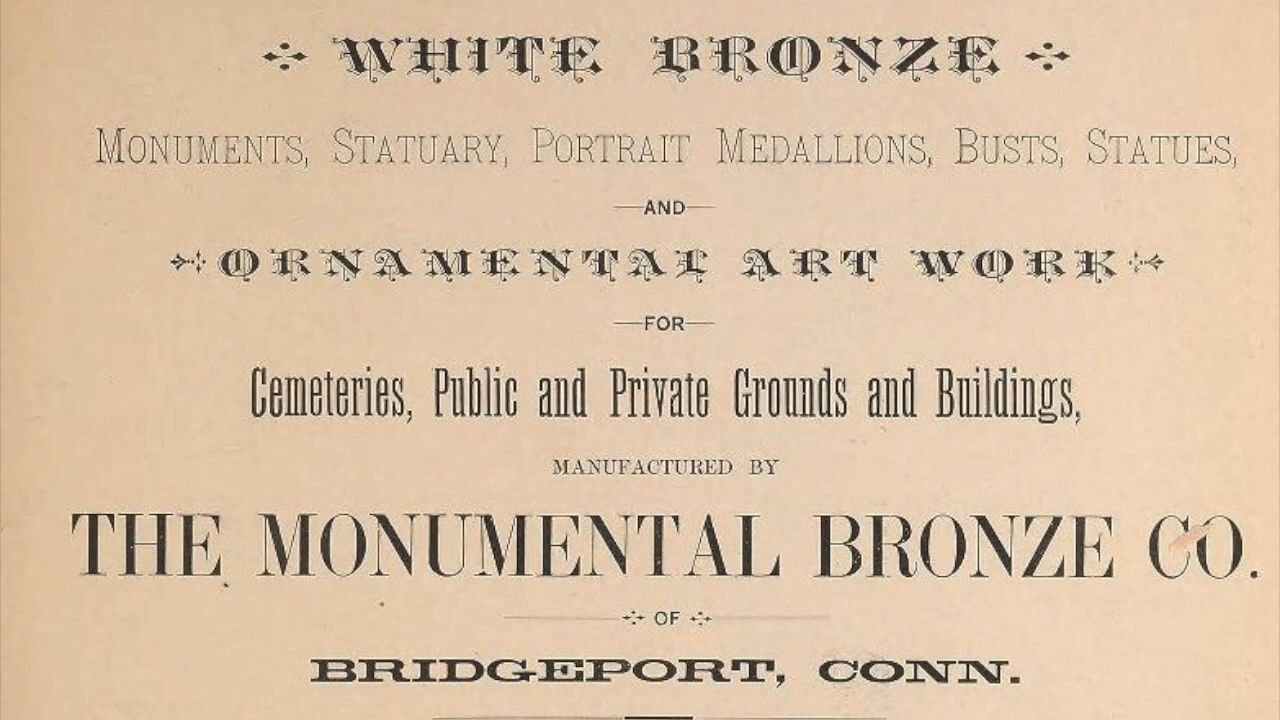 WHITE BRONZE
MONUMENTS, STATUARY, PORTRAIT MEDALLIONS, BUSTS, STATUES,
AND
ORNAMENTAL ART WORK
FOR
Cemeteries, Public and Private Grounds and Buildings,
MANUFACTURED BY
THE MONUMENTAL BRONZE CO.
OF
BRIDGEPORT, CONN.